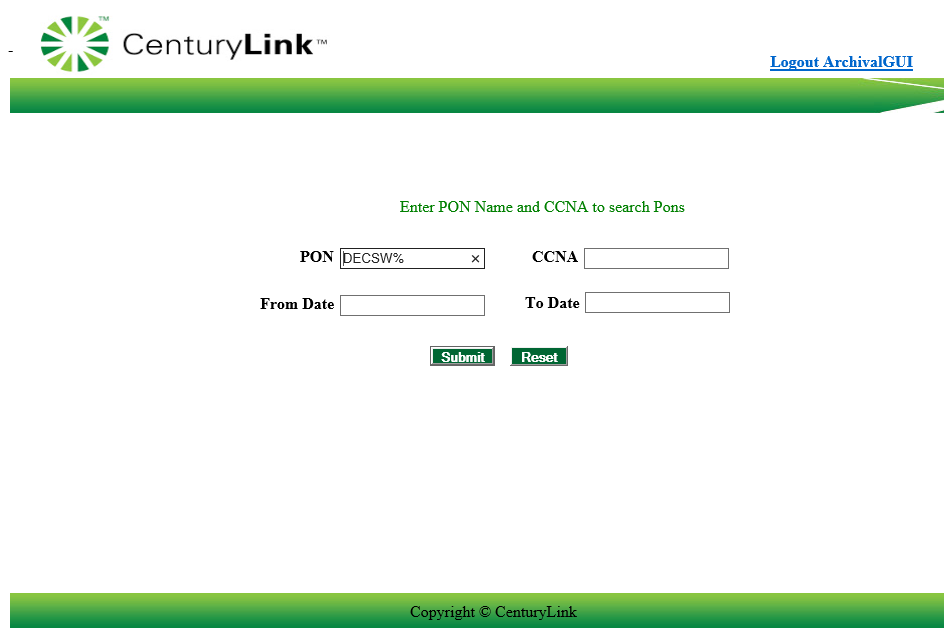 CenturyLink™
Logout ArchivalGUI
Enter PON Name and CCNA to search Pons
PON DECSW% × CCNA
From Date To Date
Submit Reset
Copyright © CenturyLink